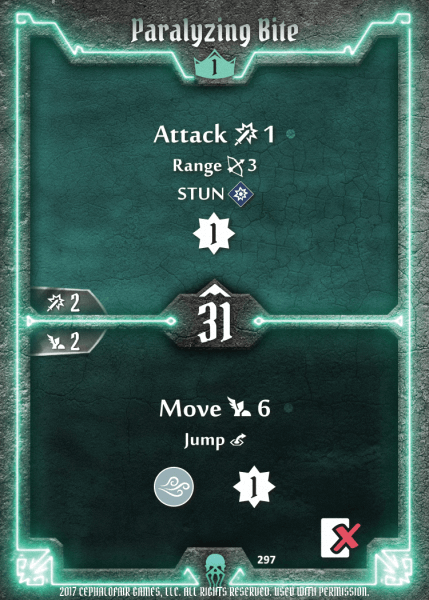 Paralyzing Bite
1
Attack 1
Range 3
STUN
1
2
31
2
Move 6
Jump
1
297
2017 CEPHALOFAIR GAMES, LLC. ALL RIGHTS RESERVED. USED WITH PERMISSION.